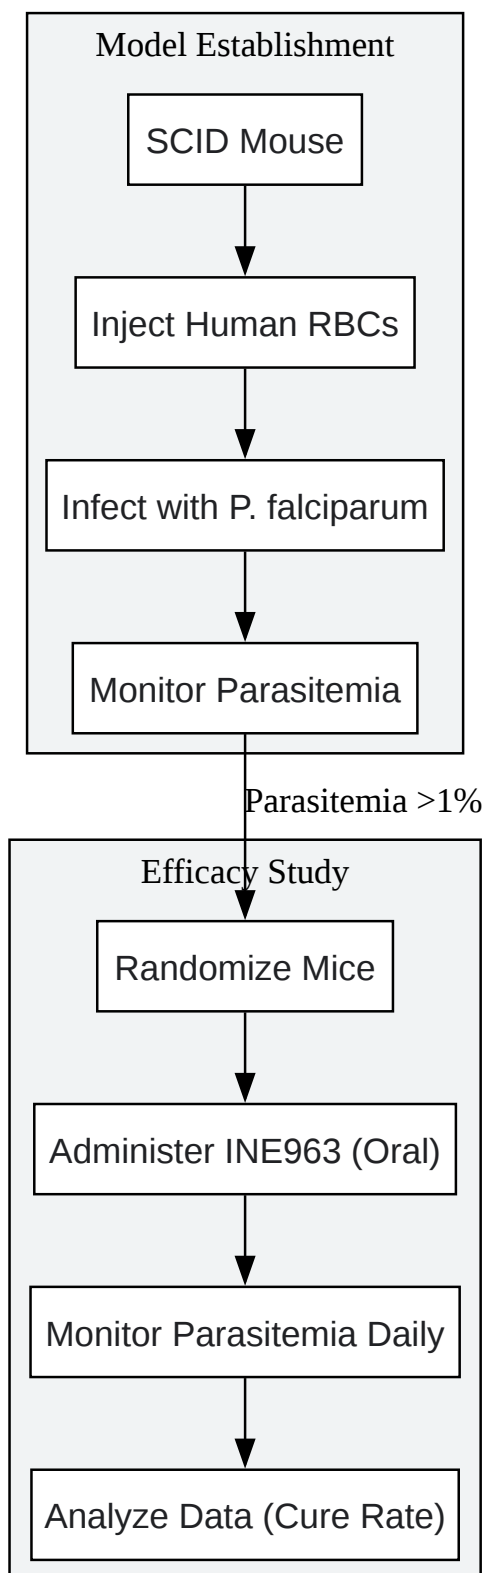 Model Establishment
SCID Mouse
Inject Human RBCs
Infect with P. falciparum
Monitor Parasitemia
Parasitemia >1%
Efficacy Study
Randomize Mice
Administer INE963 (Oral)
Monitor Parasitemia Daily
Analyze Data (Cure Rate)